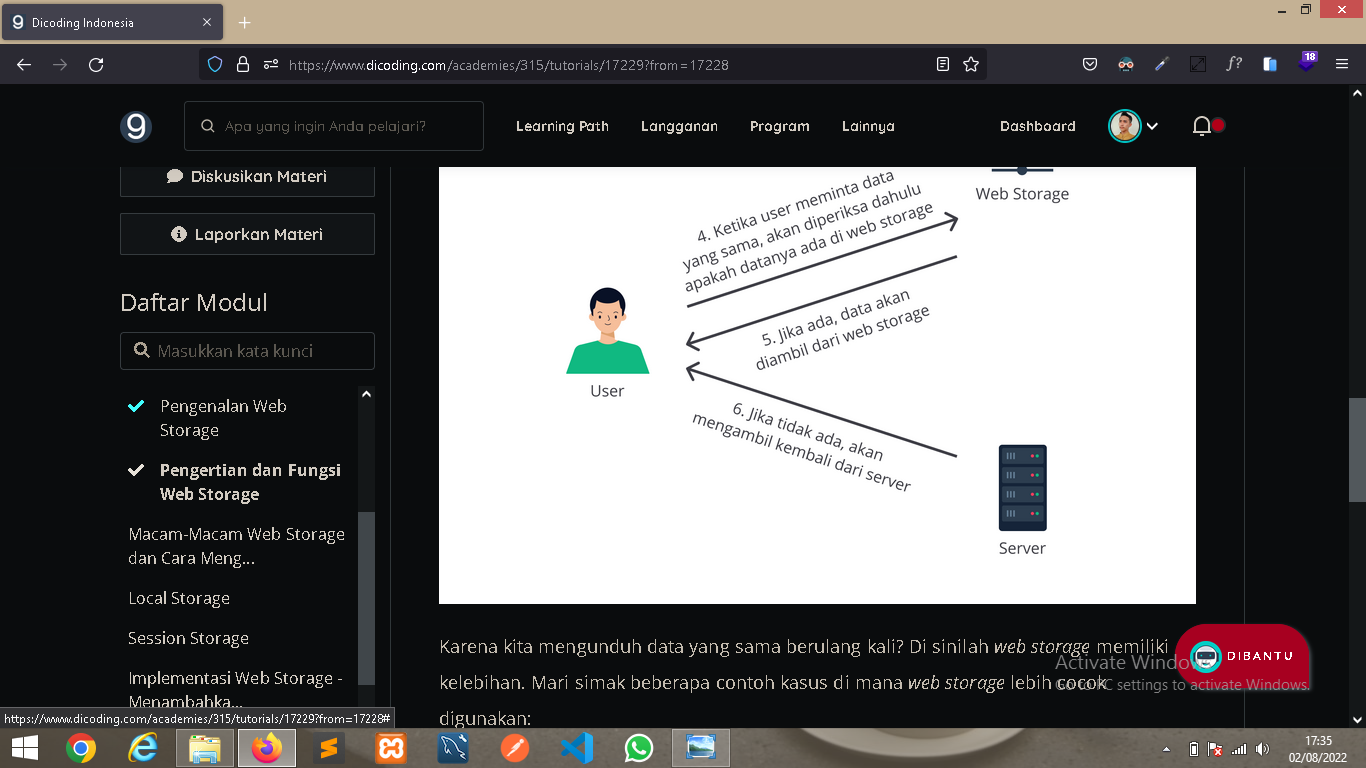 Dicoding Indonesia
https://www.dicoding.com/academies/315/tutorials/17229?from=17228
18
Apa yang ingin Anda pelajari?
Learning Path
Langganan
Program
Lainnya
Dashboard
Diskusikan Materi
Laporkan Materi
Daftar Modul
Masukkan kata kunci
Pengenalan Web
Storage
Pengertian dan Fungsi
Web Storage
Macam-Macam Web Storage
dan Cara Meng...
Local Storage
Session Storage
Implementasi Web Storage -
Menambahka...
Web Storage
4. Ketika user meminta data
yang sama, akan diperiksa dahulu
apakah datanya ada di web storage
5. Jika ada, data akan
diambil dari web storage
User
6. Jika tidak ada, akan
mengambil kembali dari server
Server
Karena kita mengunduh data yang sama berulang kali? Di sinilah web storage memiliki
kelebihan. Mari simak beberapa contoh kasus di mana web storage lebih cocok
digunakan:
DIBANTU
Activate Windows
Go to PC settings to activate Windows.
https://www.dicoding.com/academies/315/tutorials/17229?from=17228#
17:35
02/08/2022